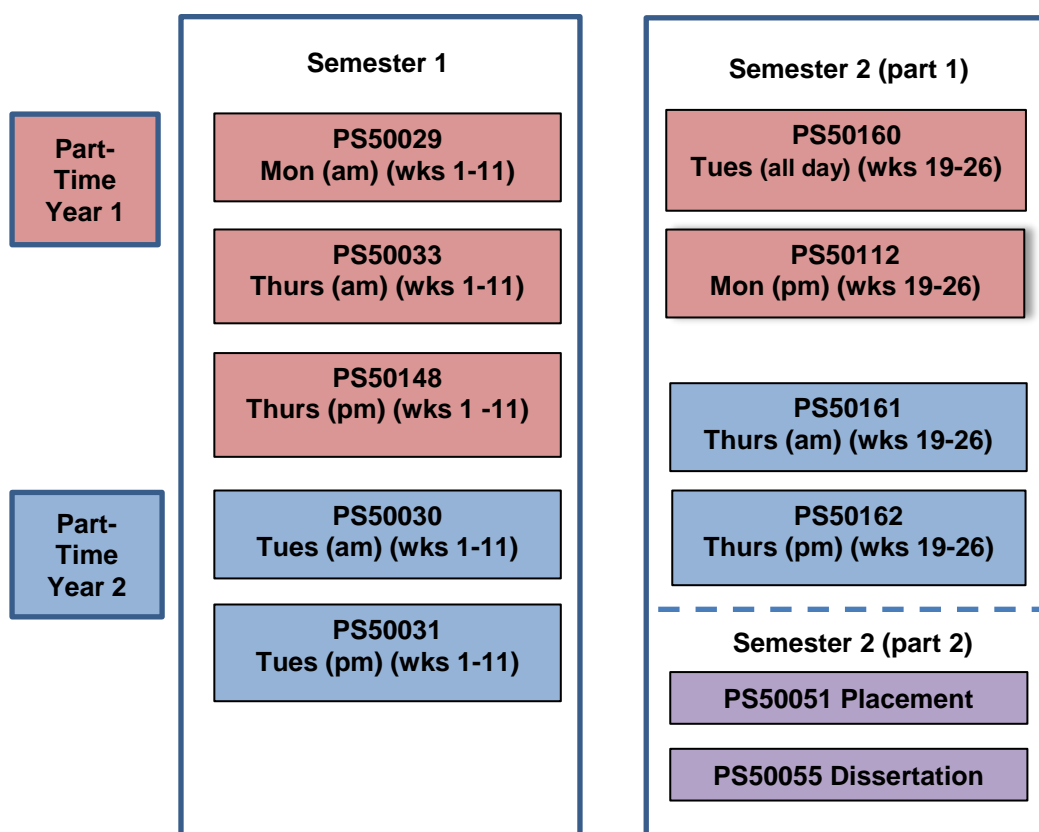 Semester 1
Part-
Time
Year 1
PS50029
Mon (am) (wks 1-11)
PS50033
Thurs (am) (wks 1-11)
PS50148
Thurs (pm) (wks 1 -11)
Part-
Time
Year 2
PS50030
Tues (am) (wks 1-11)
PS50031
Tues (pm) (wks 1-11)
Semester 2 (part 1)
PS50160
Tues (all day) (wks 19-26)
PS50112
Mon (pm) (wks 19-26)
PS50161
Thurs (am) (wks 19-26)
PS50162
Thurs (pm) (wks 19-26)
Semester 2 (part 2)
PS50051 Placement
PS50055 Dissertation